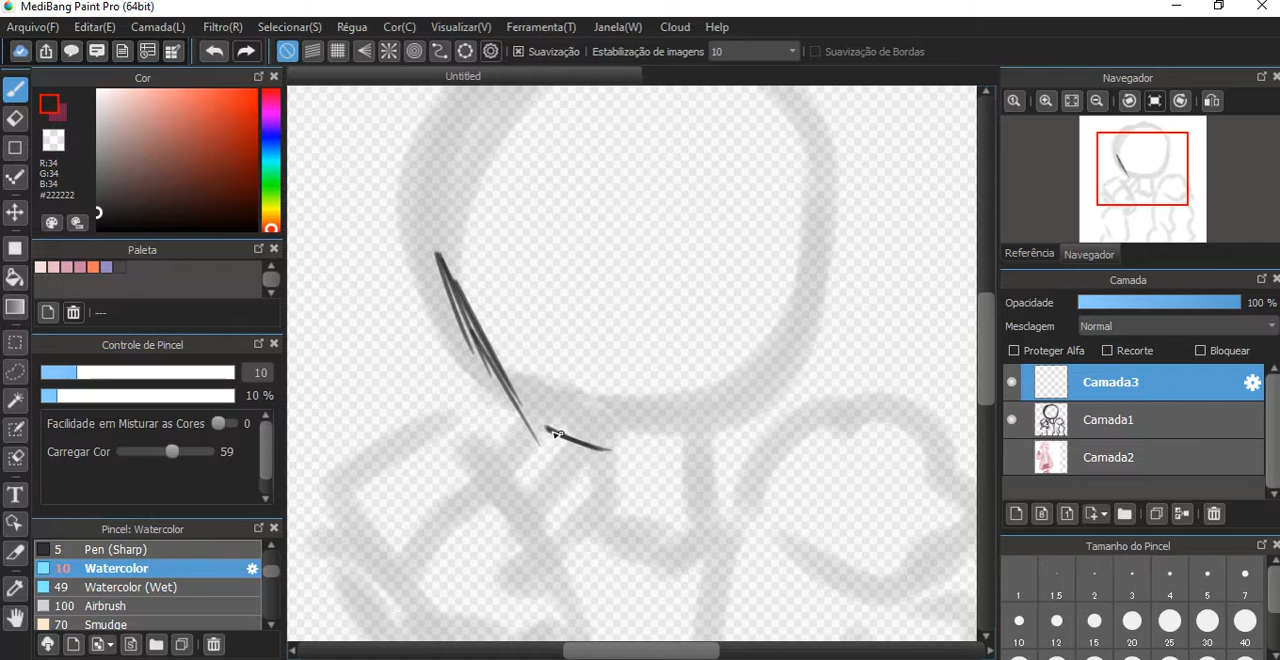 MediBang Paint Pro (64bit)
Arquivo(F) Editar(E) Camada(L) Filtro(R) Selecionar(S) Régua Cor(C) Visualizar(V) Ferramenta(T) Janela(W) Cloud Help
Suavização Estabilização de imagens 10 Suavização de Bordas
Cor
Untitled
Navegador
R:34
G:34
B:34
#222222
Paleta
---
Referência Navegador
Camada
Opacidade 100 %
Mesclagem Normal
Proteger Alfa Recorte Bloquear
Camada3
Camada1
Camada2
Controle de Pincel
10
10 %
Facilidade em Misturar as Cores 0
Carregar Cor 59
Pincel: Watercolor
5 Pen (Sharp)
10 Watercolor
49 Watercolor (Wet)
100 Airbrush
70 Smudge
Tamanho do Pincel
1 1.5 2 3 4 5 7
10 12 15 20 25 30 40